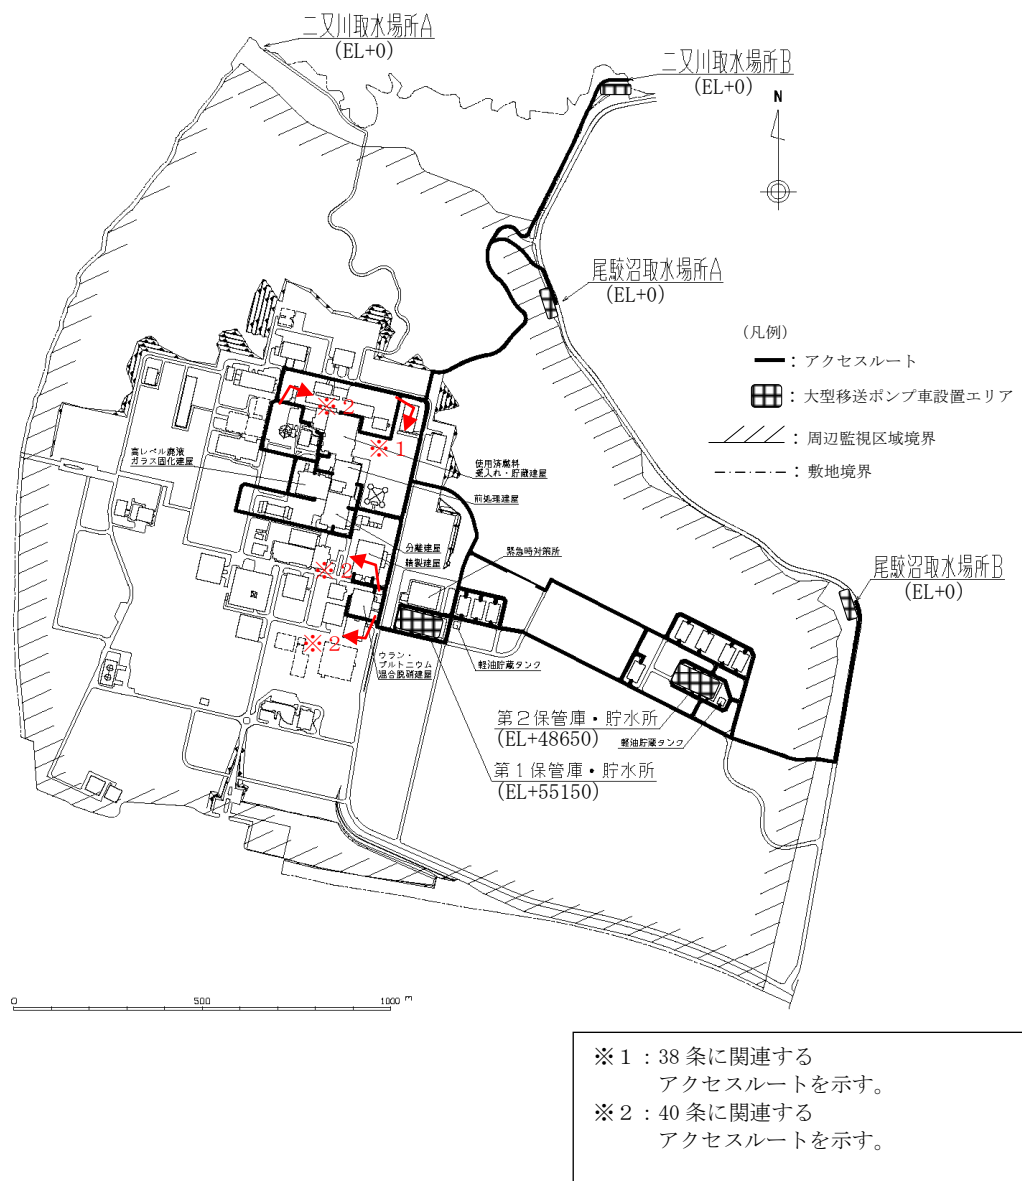 二又川取水場所A
(EL+0)
二又川取水場所B
(EL+0)
N
尾駮沼取水場所A
(EL+0)
(凡例)
: アクセスルート
: 大型移送ポンプ車設置エリア
: 周辺監視区域境界
: 敷地境界
※2
※1
高レベル廃液
ガラス固化建屋
使用済燃料
受入れ・貯蔵建屋
前処理建屋
分離建屋
精製建屋
緊急時対策所
※2
尾駮沼取水場所B
(EL+0)
※2
ウラン・
プルトニウム
混合脱硝建屋
軽油貯蔵タンク
第2保管庫・貯水所
(EL+48650)
軽油貯蔵タンク
第1保管庫・貯水所
(EL+55150)
0 500 1000 m
※1:38条に関連する
アクセスルートを示す。
※2:40条に関連する
アクセスルートを示す。